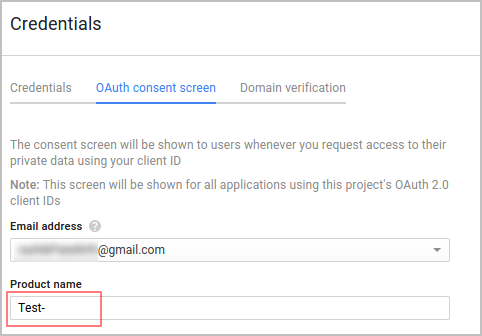 Credentials
Credentials OAuth consent screen Domain verification
The consent screen will be shown to users whenever you request access to their
private data using your client ID
Note: This screen will be shown for all applications using this project's OAuth 2.0
client IDs
Email address ?
@gmail.com
Product name
Test-